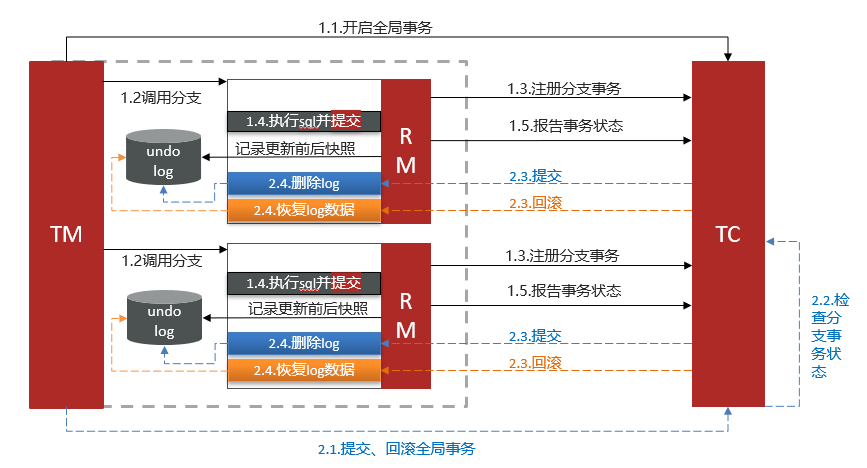 1.1.开启全局事务
TM
TC
1.2调用分支
1.3.注册分支事务
1.4.执行sql并提交
R
M
1.5.报告事务状态
undo
log
记录更新前后快照
2.4.删除log
2.3.提交
2.4.恢复log数据
2.3.回滚
1.2调用分支
1.3.注册分支事务
1.4.执行sql并提交
R
M
1.5.报告事务状态
undo
log
记录更新前后快照
2.4.删除log
2.3.提交
2.4.恢复log数据
2.3.回滚
2.2.检
查分
支事
务状
态
2.1.提交、回滚全局事务